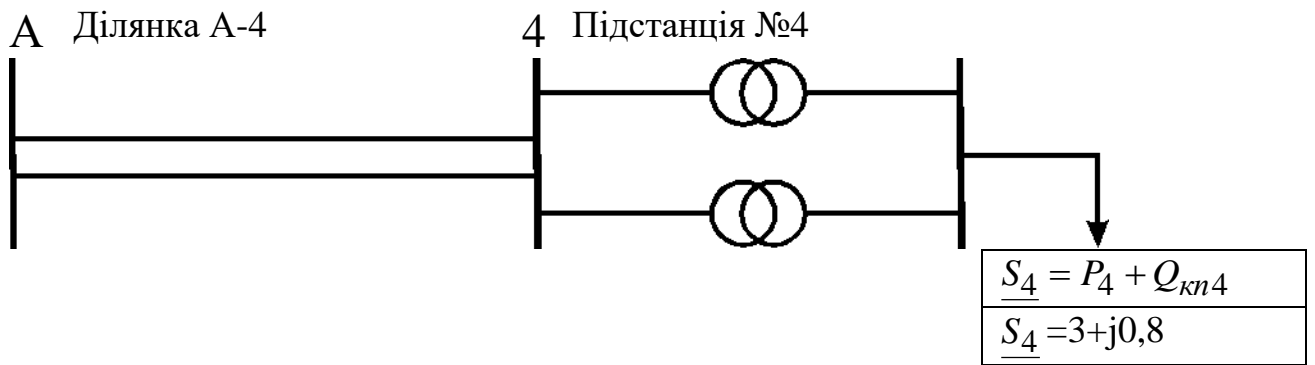 А Ділянка А-4 4 Підстанція №4
S4 = P4 + Qкп4
S4 =3+j0,8